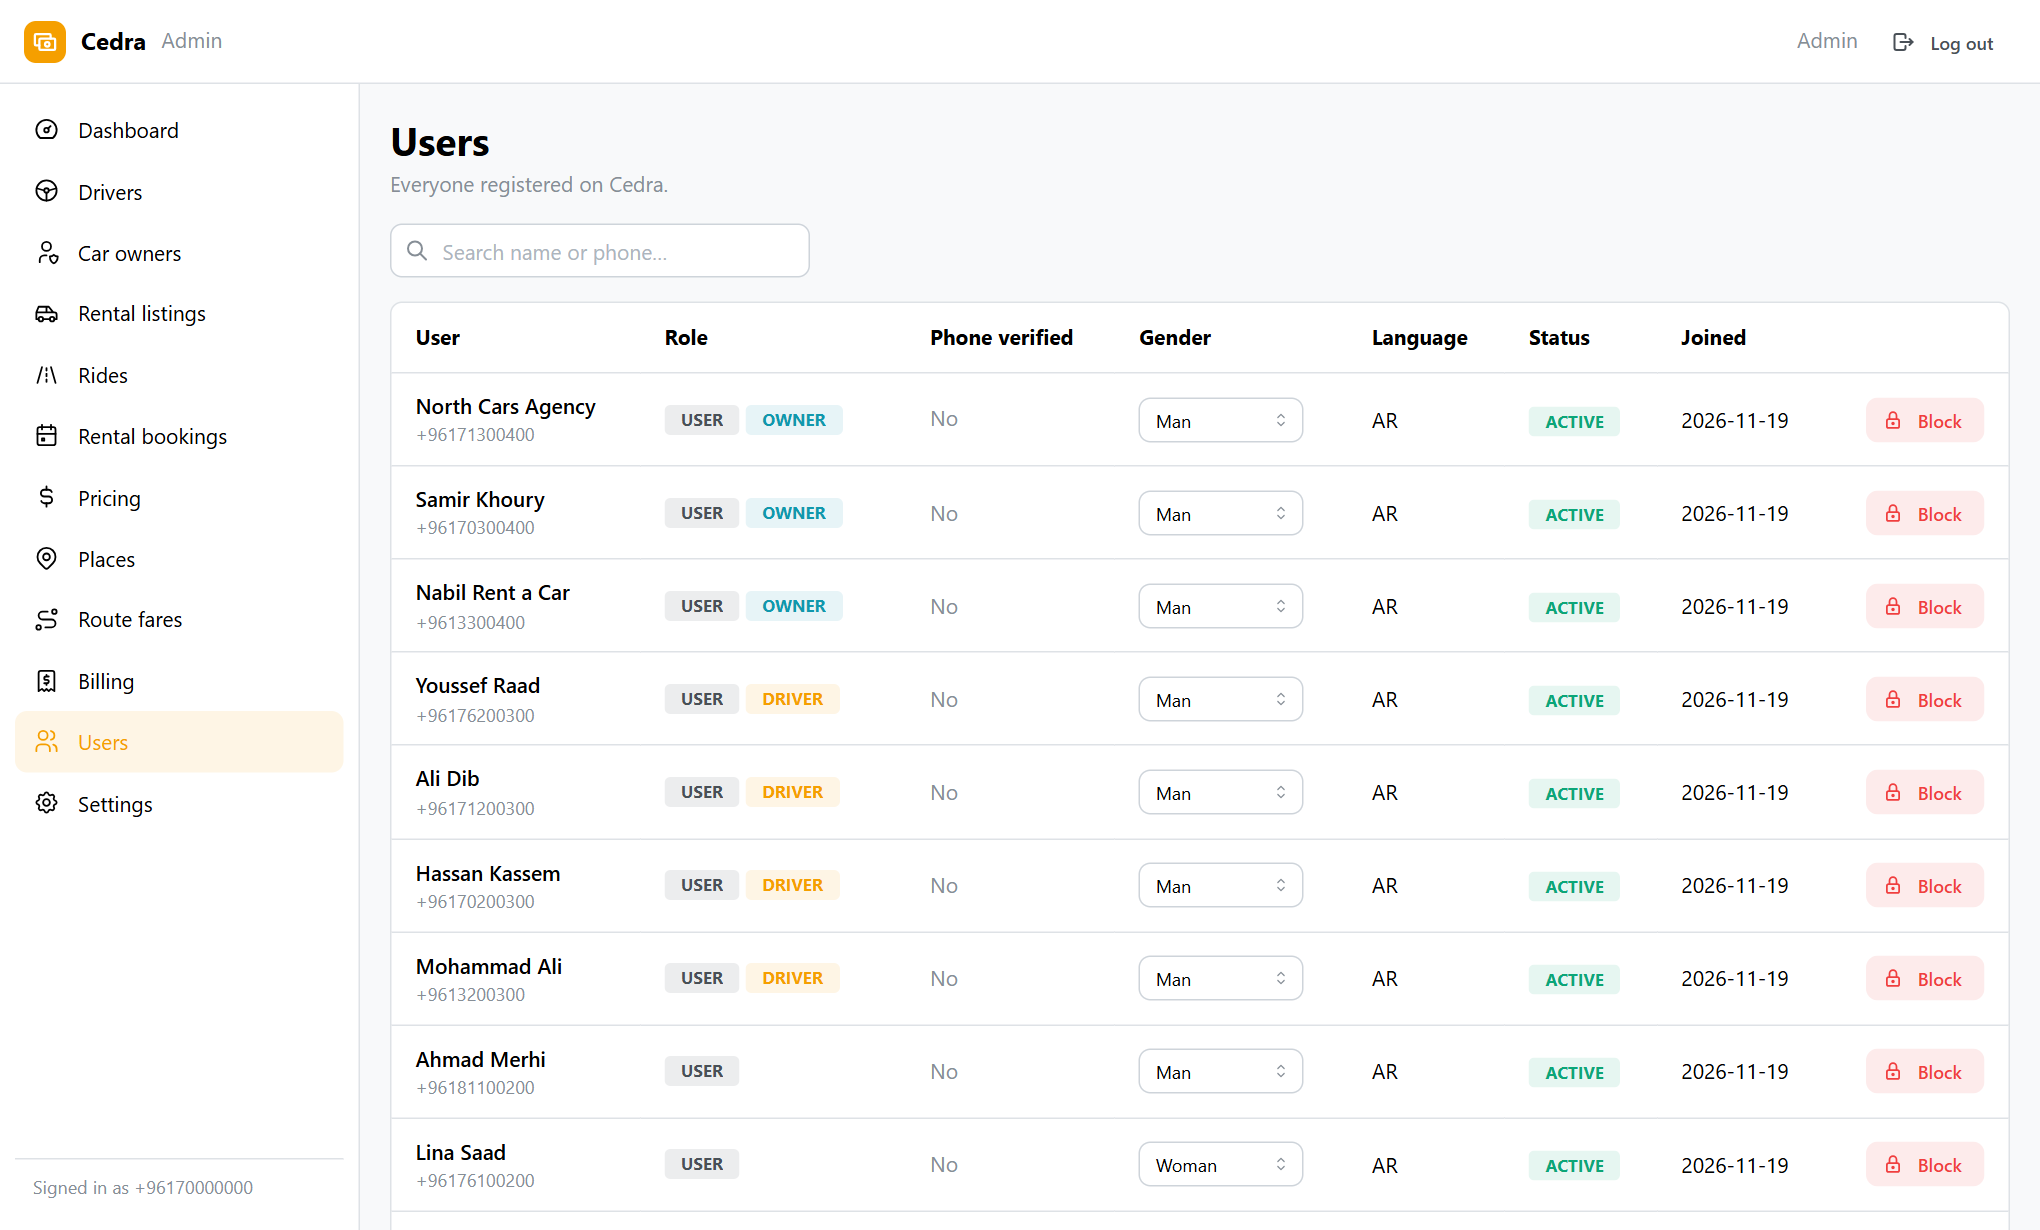 Cedra Admin
Admin Log out
Dashboard
Drivers
Car owners
Rental listings
Rides
Rental bookings
Pricing
Places
Route fares
Billing
Users
Settings
Signed in as +96170000000
Users
Everyone registered on Cedra.
Search name or phone...
User Role Phone verified Gender Language Status Joined
North Cars Agency
+96171300400
USER OWNER No Man AR ACTIVE 2026-11-19 Block
Samir Khoury
+96170300400
USER OWNER No Man AR ACTIVE 2026-11-19 Block
Nabil Rent a Car
+9613300400
USER OWNER No Man AR ACTIVE 2026-11-19 Block
Youssef Raad
+96176200300
USER DRIVER No Man AR ACTIVE 2026-11-19 Block
Ali Dib
+96171200300
USER DRIVER No Man AR ACTIVE 2026-11-19 Block
Hassan Kassem
+96170200300
USER DRIVER No Man AR ACTIVE 2026-11-19 Block
Mohammad Ali
+9613200300
USER DRIVER No Man AR ACTIVE 2026-11-19 Block
Ahmad Merhi
+96181100200
USER No Man AR ACTIVE 2026-11-19 Block
Lina Saad
+96176100200
USER No Woman AR ACTIVE 2026-11-19 Block